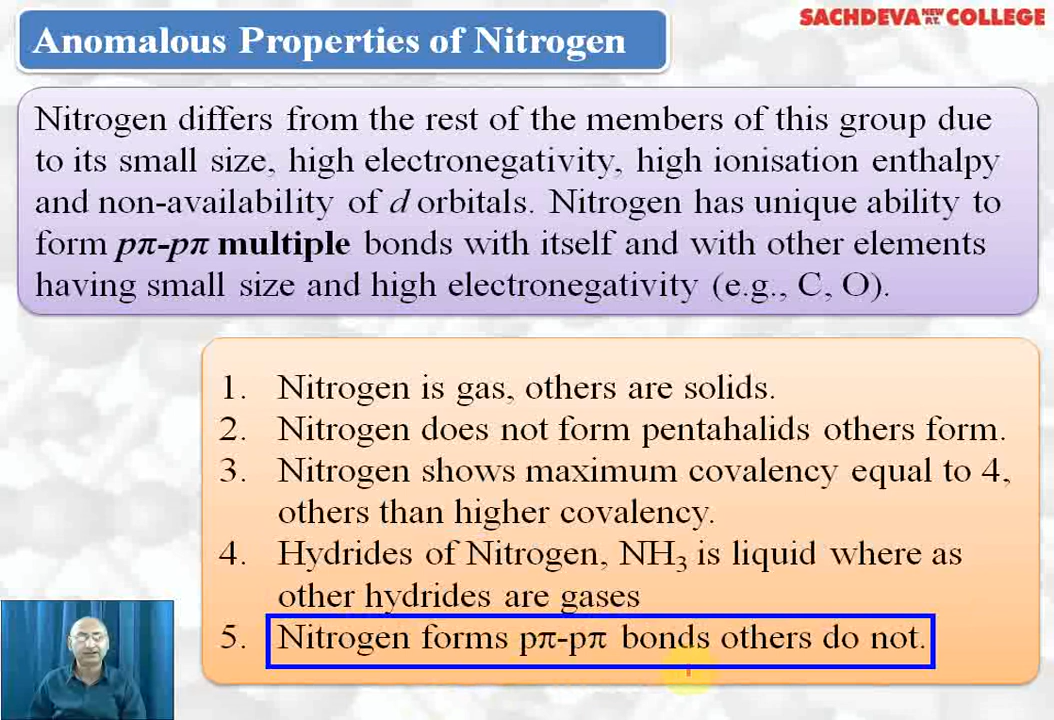 SACHDEVA NEW P.T. COLLEGE
Anomalous Properties of Nitrogen
Nitrogen differs from the rest of the members of this group due
to its small size, high electronegativity, high ionisation enthalpy
and non-availability of d orbitals. Nitrogen has unique ability to
form pπ-pπ multiple bonds with itself and with other elements
having small size and high electronegativity (e.g., C, O).
1. Nitrogen is gas, others are solids.
2. Nitrogen does not form pentahalids others form.
3. Nitrogen shows maximum covalency equal to 4,
others than higher covalency.
4. Hydrides of Nitrogen, NH₃ is liquid where as
other hydrides are gases
5. Nitrogen forms pπ-pπ bonds others do not.